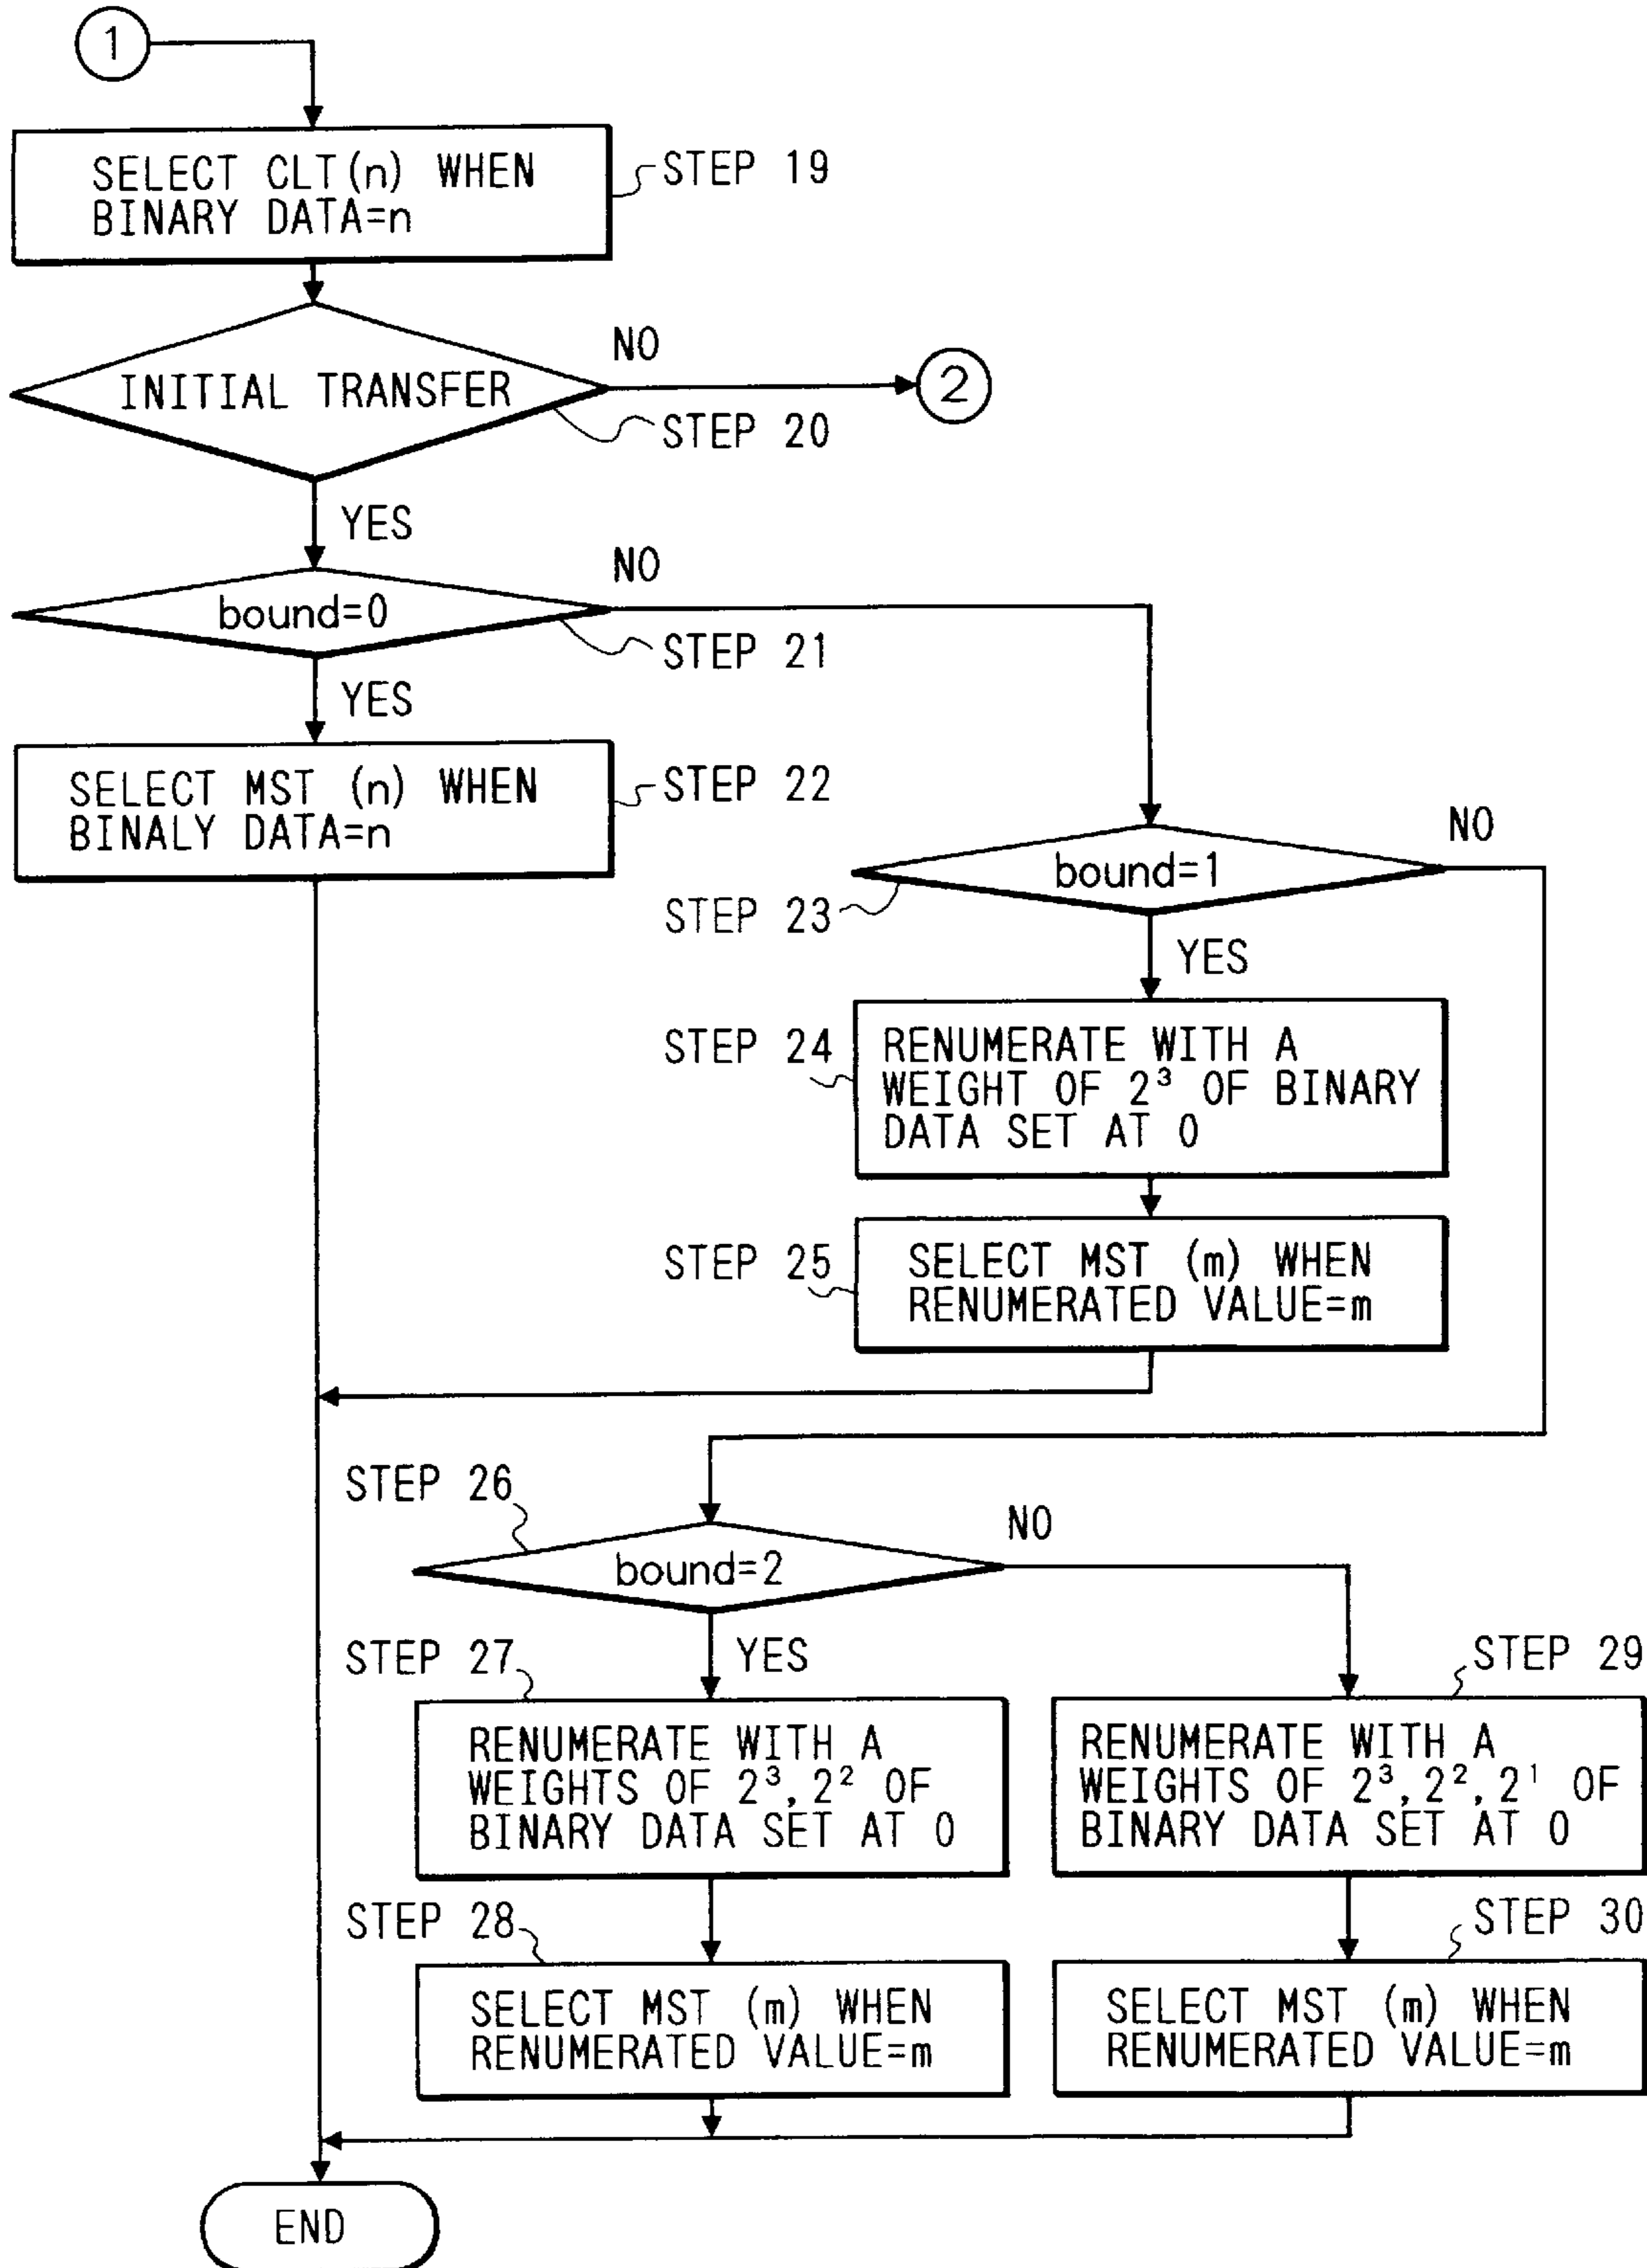 1
SELECT CLT(n) WHEN
BINARY DATA=n
STEP 19
INITIAL TRANSFER
NO
2
STEP 20
YES
bound=0
NO
STEP 21
YES
SELECT MST (n) WHEN
BINALY DATA=n
STEP 22
bound=1
NO
STEP 23
YES
STEP 24
RENUMERATE WITH A
WEIGHT OF 2³ OF BINARY
DATA SET AT 0
STEP 25
SELECT MST (m) WHEN
RENUMERATED VALUE=m
STEP 26
bound=2
NO
STEP 27
YES
STEP 29
RENUMERATE WITH A
WEIGHTS OF 2³,2² OF
BINARY DATA SET AT 0
RENUMERATE WITH A
WEIGHTS OF 2³,2²,2¹ OF
BINARY DATA SET AT 0
STEP 28
STEP 30
SELECT MST (m) WHEN
RENUMERATED VALUE=m
SELECT MST (m) WHEN
RENUMERATED VALUE=m
END